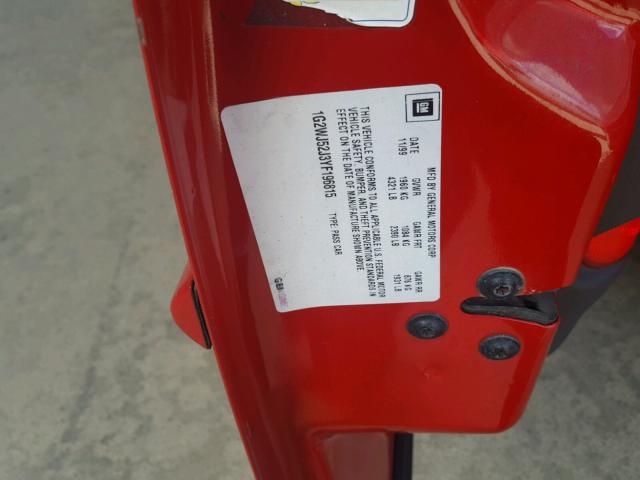 GM
MFD BY GENERAL MOTORS CORP
DATE GVWR GAWR FRT GAWR RR
11/99 1960 KG 1084 KG 876 KG
4321 LB 2390 LB 1931 LB
THIS VEHICLE CONFORMS TO ALL APPLICABLE U.S. FEDERAL MOTOR
VEHICLE SAFETY, BUMPER, AND THEFT PREVENTION STANDARDS IN
EFFECT ON THE DATE OF MANUFACTURE SHOWN ABOVE.
1G2WJ52J3YF196815 TYPE: PASS CAR